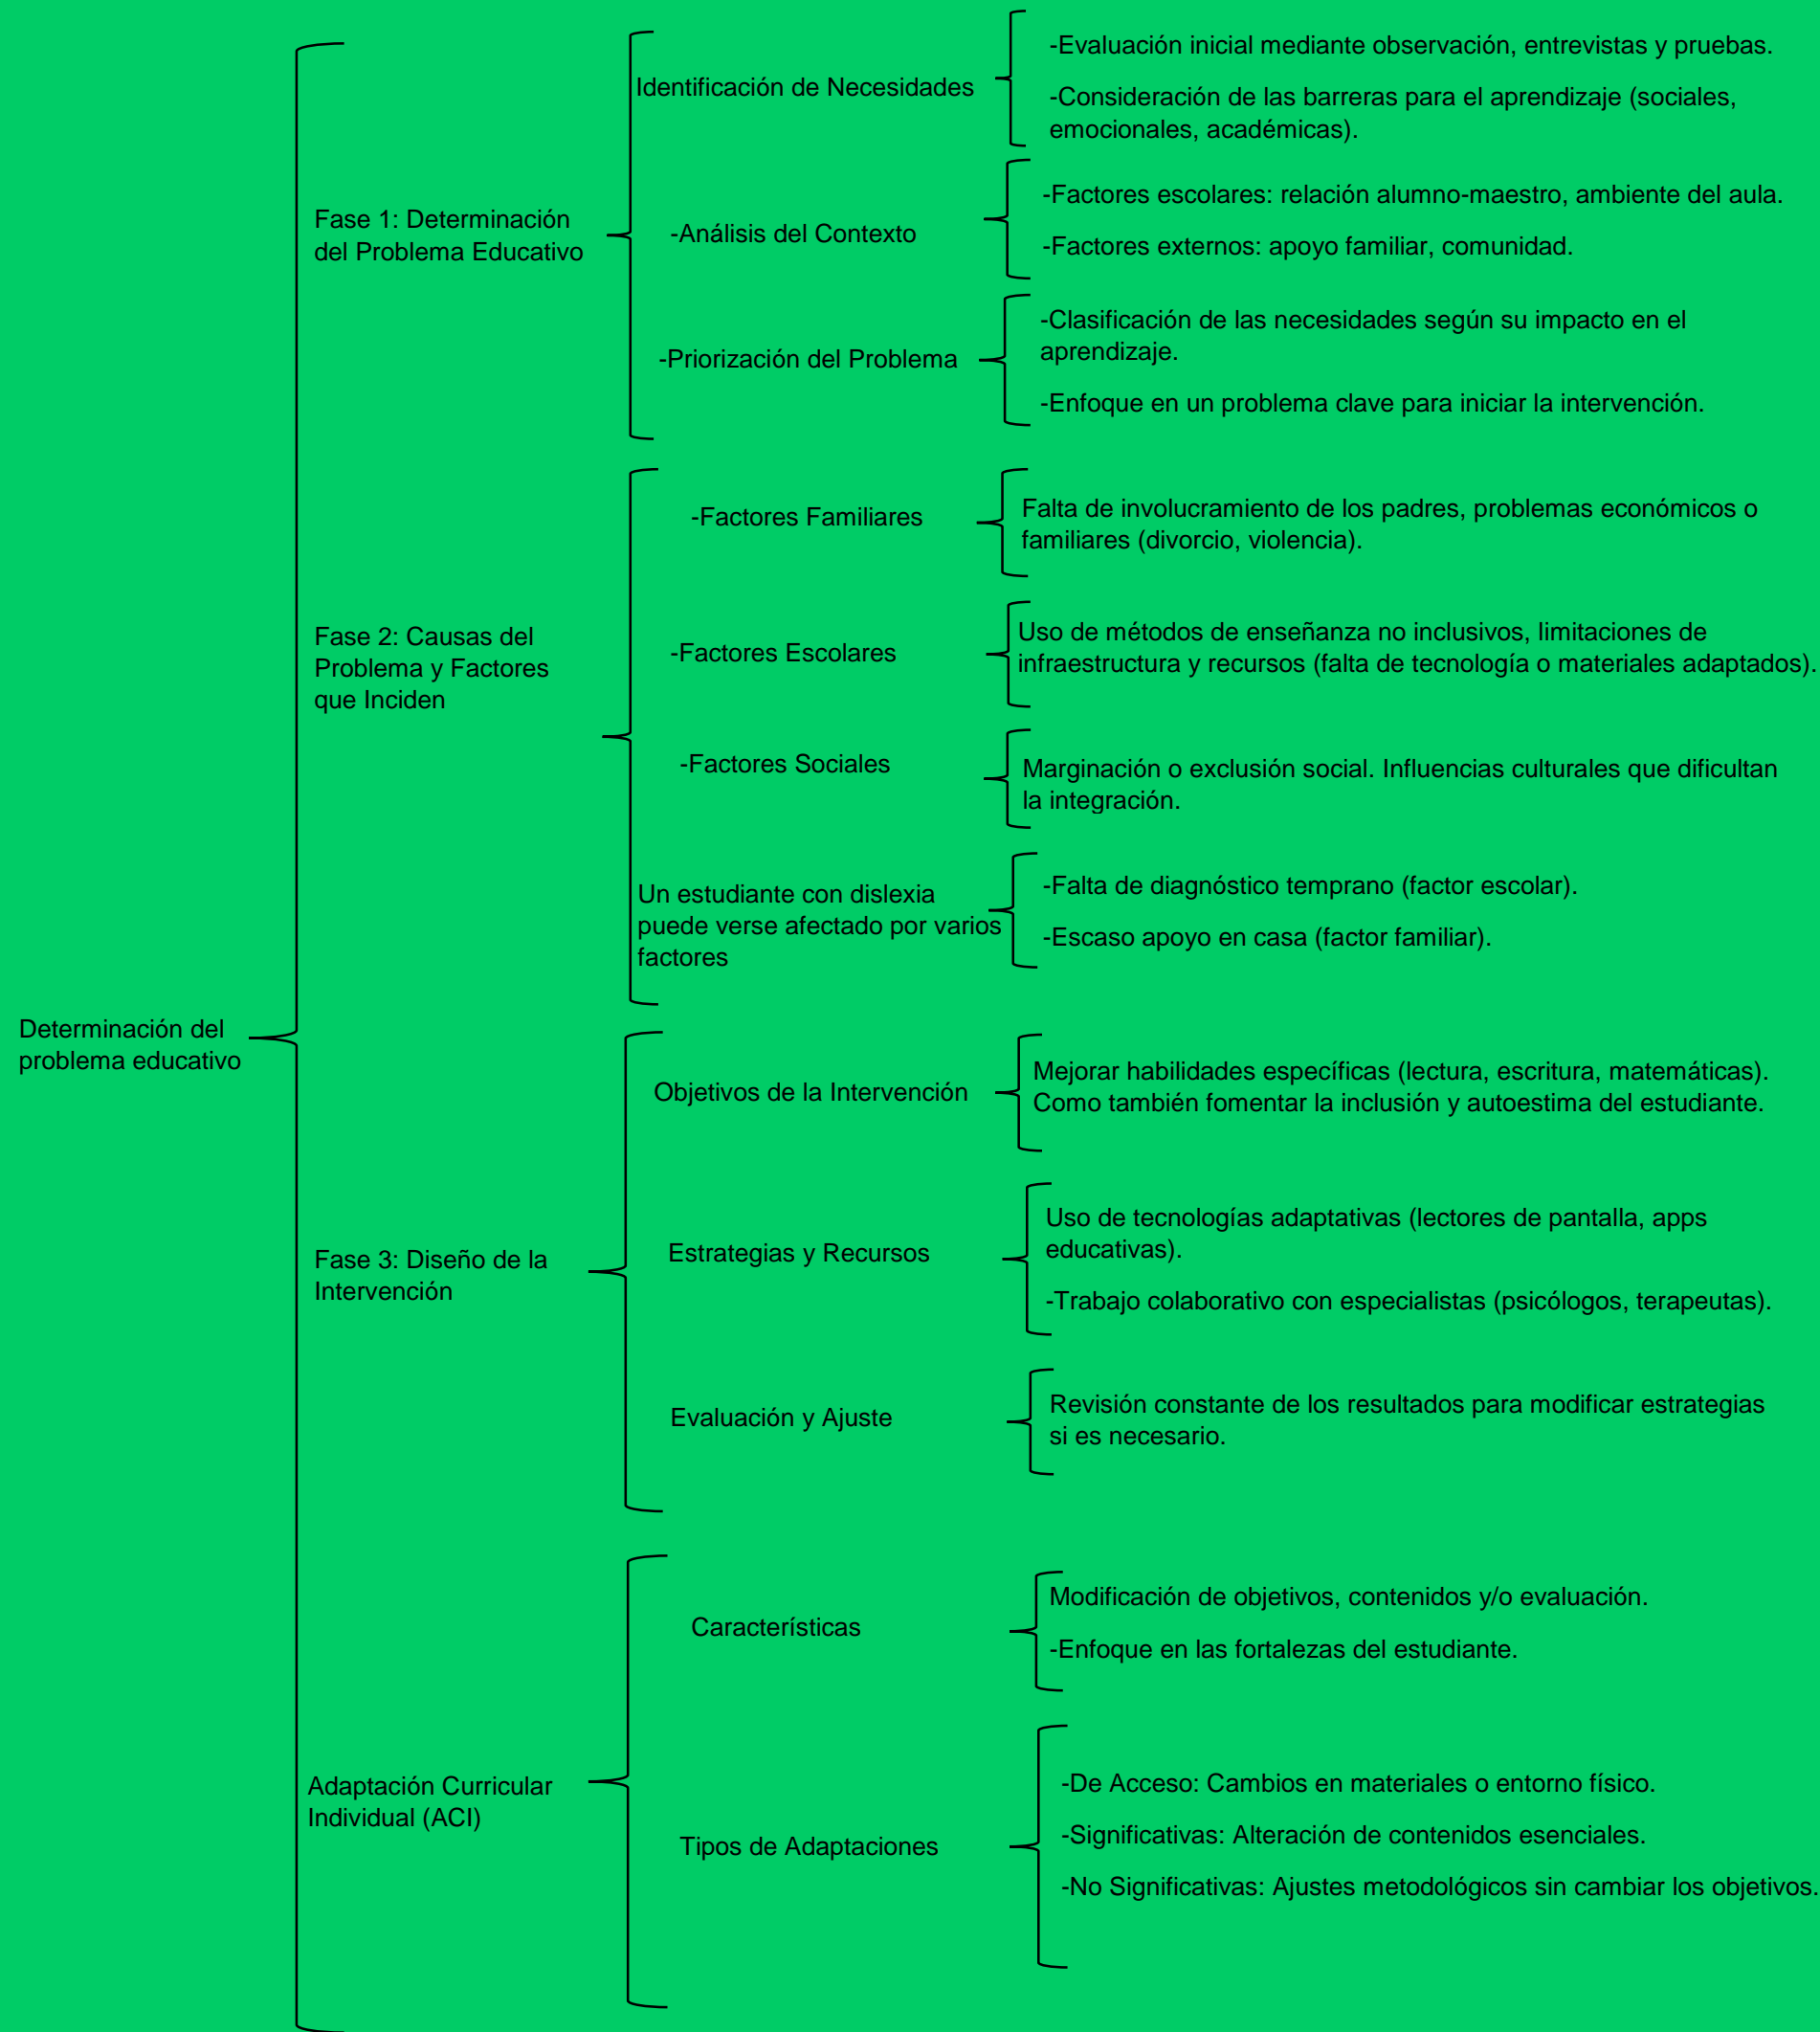 Determinación del
problema educativo
Fase 1: Determinación
del Problema Educativo
Identificación de Necesidades
-Evaluación inicial mediante observación, entrevistas y pruebas.
-Consideración de las barreras para el aprendizaje (sociales,
emocionales, académicas).
-Análisis del Contexto
-Factores escolares: relación alumno-maestro, ambiente del aula.
-Factores externos: apoyo familiar, comunidad.
-Priorización del Problema
-Clasificación de las necesidades según su impacto en el
aprendizaje.
-Enfoque en un problema clave para iniciar la intervención.
Fase 2: Causas del
Problema y Factores
que Inciden
-Factores Familiares
Falta de involucramiento de los padres, problemas económicos o
familiares (divorcio, violencia).
-Factores Escolares
Uso de métodos de enseñanza no inclusivos, limitaciones de
infraestructura y recursos (falta de tecnología o materiales adaptados).
-Factores Sociales
Marginación o exclusión social. Influencias culturales que dificultan
la integración.
Un estudiante con dislexia
puede verse afectado por varios
factores
-Falta de diagnóstico temprano (factor escolar).
-Escaso apoyo en casa (factor familiar).
Fase 3: Diseño de la
Intervención
Objetivos de la Intervención
Mejorar habilidades específicas (lectura, escritura, matemáticas).
Como también fomentar la inclusión y autoestima del estudiante.
Estrategias y Recursos
Uso de tecnologías adaptativas (lectores de pantalla, apps
educativas).
-Trabajo colaborativo con especialistas (psicólogos, terapeutas).
Evaluación y Ajuste
Revisión constante de los resultados para modificar estrategias
si es necesario.
Adaptación Curricular
Individual (ACI)
Características
Modificación de objetivos, contenidos y/o evaluación.
-Enfoque en las fortalezas del estudiante.
Tipos de Adaptaciones
-De Acceso: Cambios en materiales o entorno físico.
-Significativas: Alteración de contenidos esenciales.
-No Significativas: Ajustes metodológicos sin cambiar los objetivos.